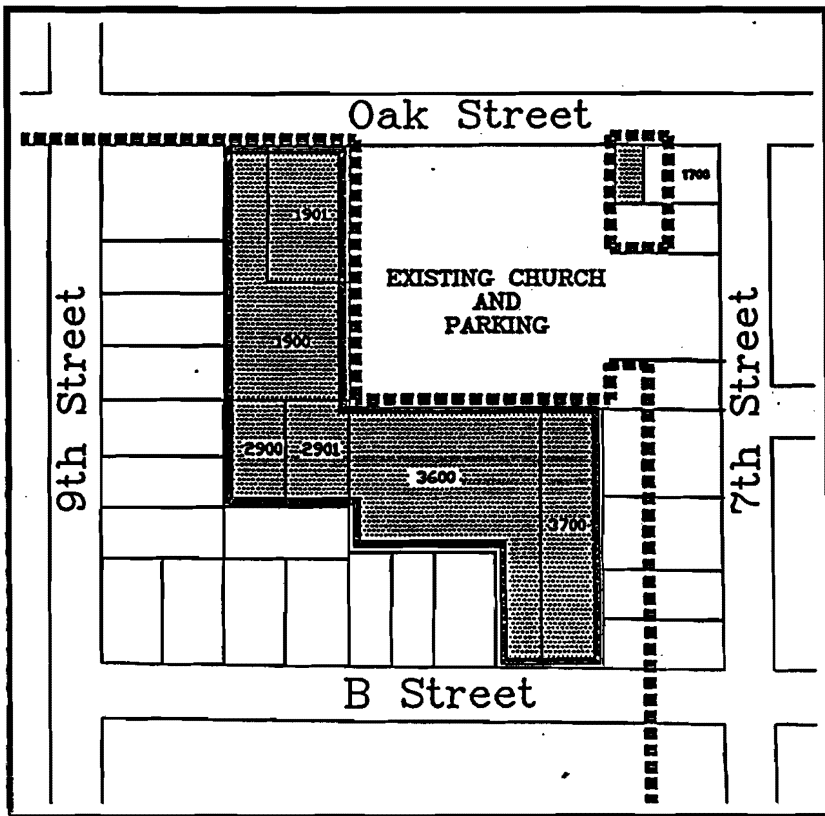 Oak Street
1700
1901
EXISTING CHURCH
AND
PARKING
1900
9th Street
7th Street
2900
2901
3600
3700
B Street